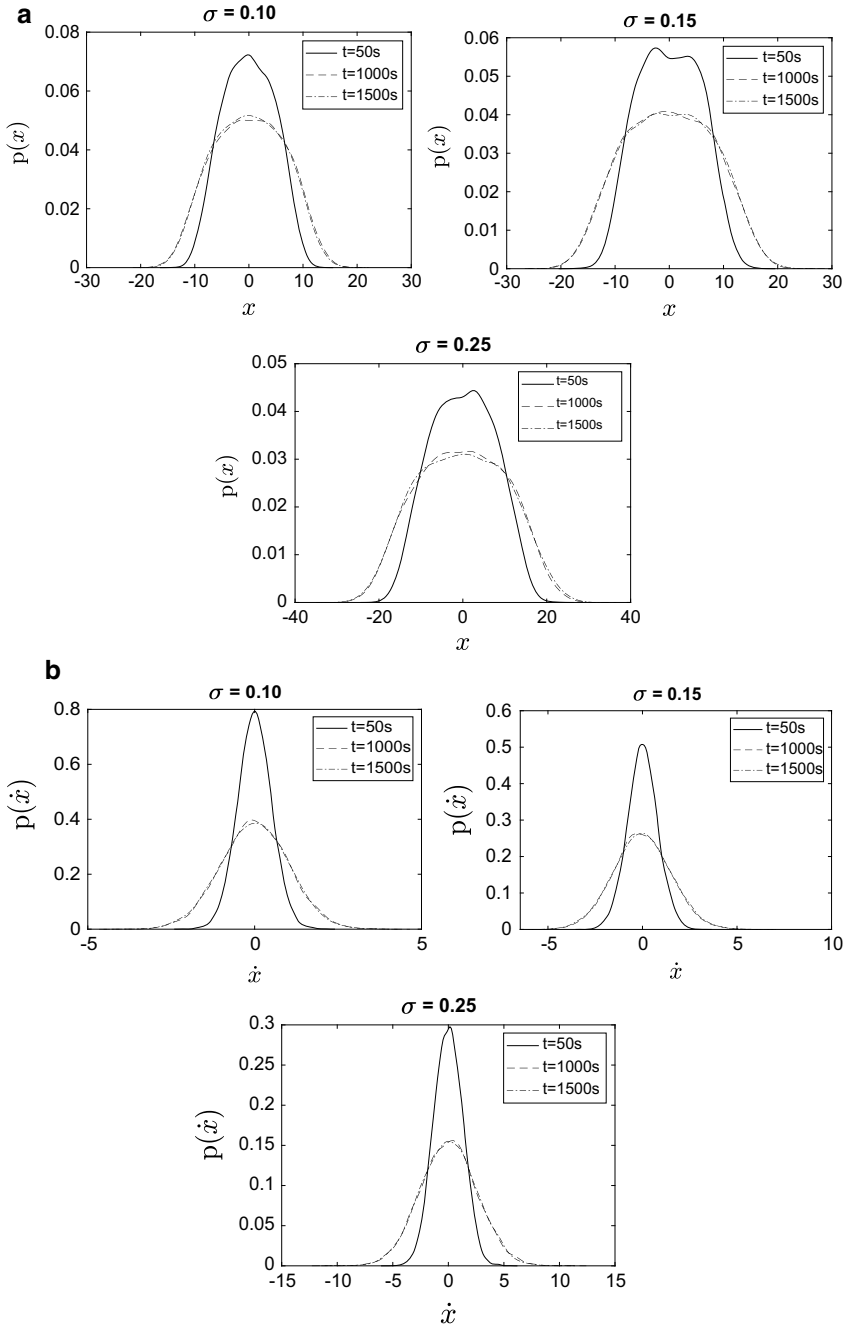 a
σ = 0.10
p(x)
0.08
0.06
0.04
0.02
0
t=50s
t=1000s
t=1500s
-30 -20 -10 0 10 20 30
x
σ = 0.15
p(x)
0.06
0.05
0.04
0.03
0.02
0.01
0
t=50s
t=1000s
t=1500s
-30 -20 -10 0 10 20 30
x
σ = 0.25
p(x)
0.05
0.04
0.03
0.02
0.01
0
t=50s
t=1000s
t=1500s
-40 -20 0 20 40
x
b
σ = 0.10
p(ẋ)
0.8
0.6
0.4
0.2
0
t=50s
t=1000s
t=1500s
-5 0 5
ẋ
σ = 0.15
p(ẋ)
0.6
0.5
0.4
0.3
0.2
0.1
0
t=50s
t=1000s
t=1500s
-5 0 5 10
ẋ
σ = 0.25
p(ẋ)
0.3
0.25
0.2
0.15
0.1
0.05
0
t=50s
t=1000s
t=1500s
-15 -10 -5 0 5 10 15
ẋ